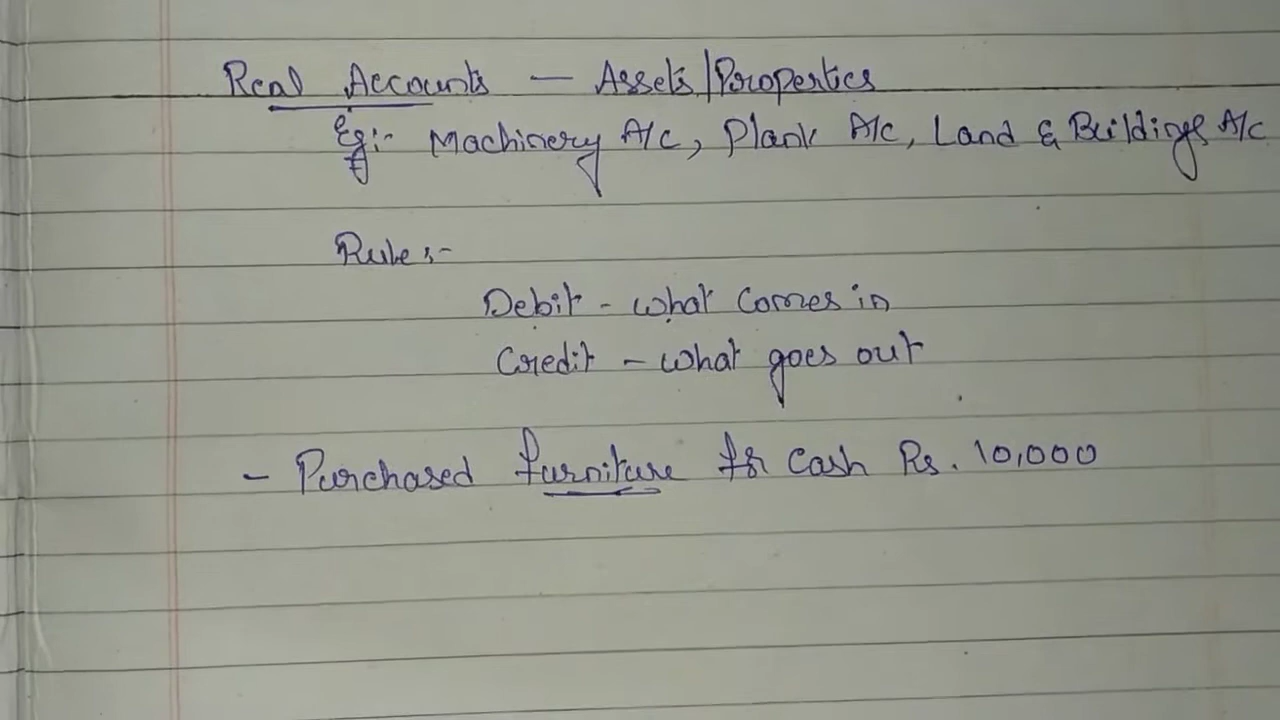 Real Accounts — Assets/Properties
Eg:- Machinery A/c, Plant A/c, Land & Buildings A/c
Rule:-
Debit - what comes in
Credit - what goes out
- Purchased furniture for cash Rs. 10,000